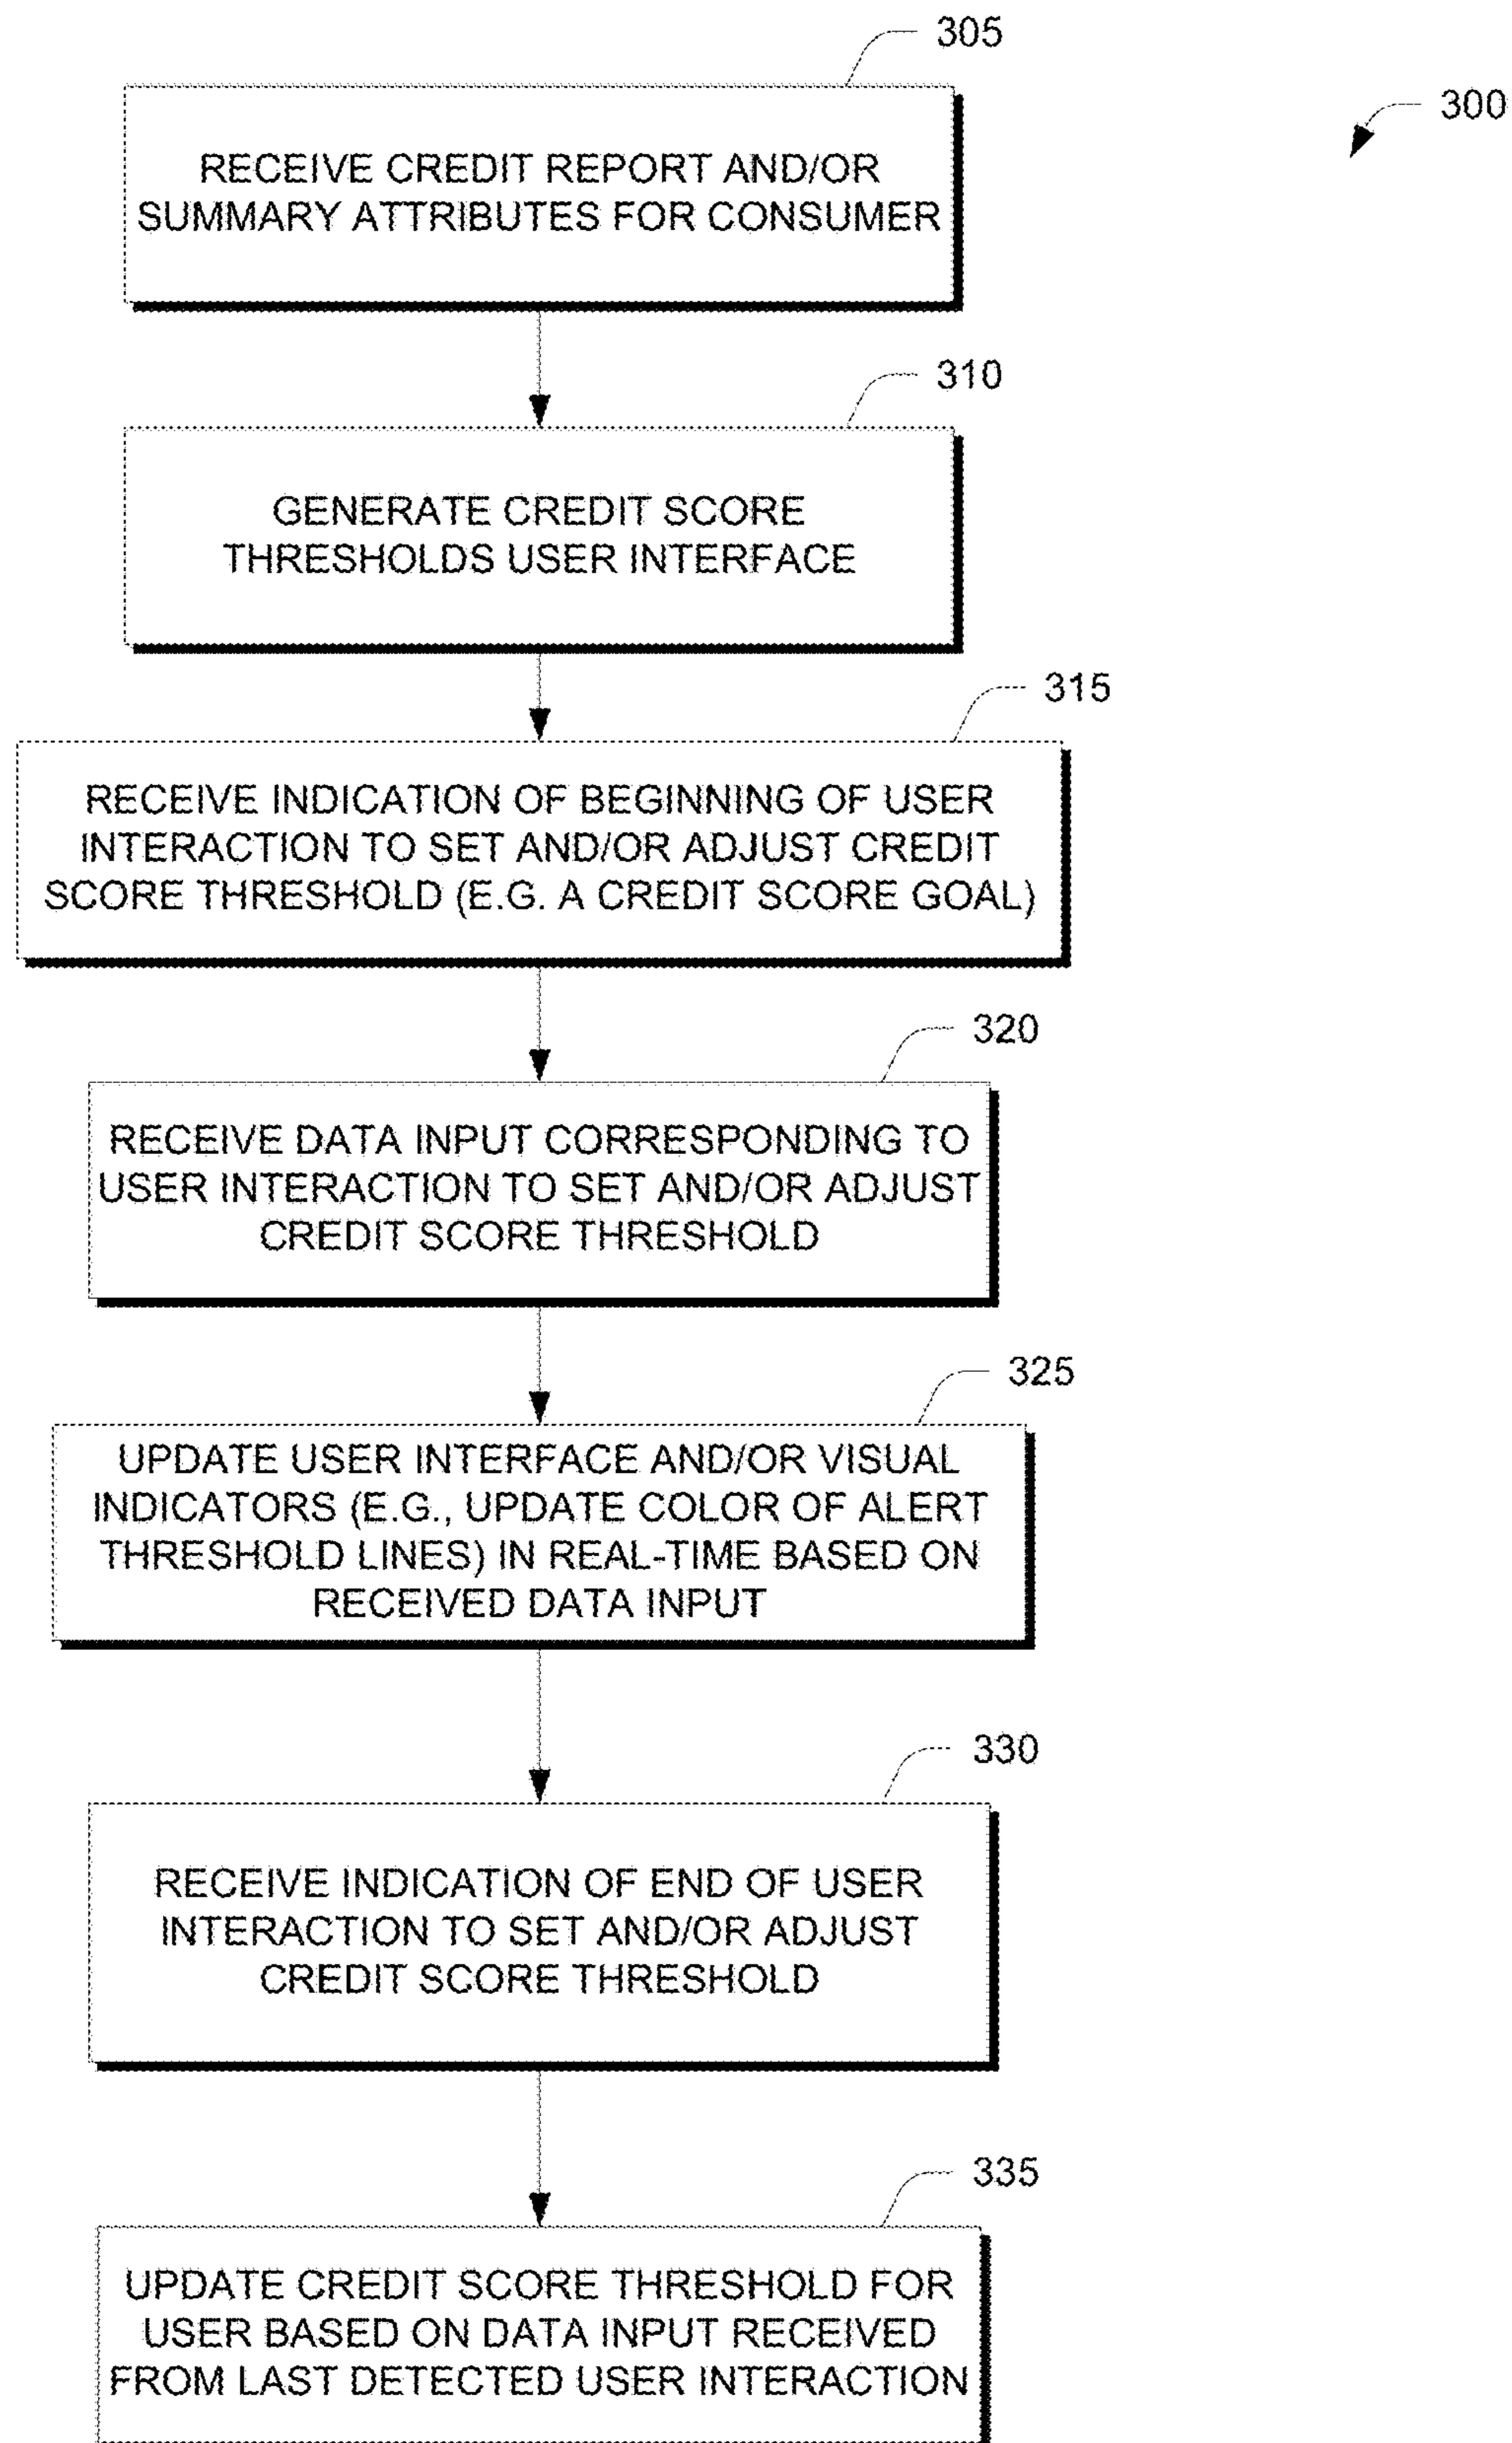 305
300
RECEIVE CREDIT REPORT AND/OR
SUMMARY ATTRIBUTES FOR CONSUMER
310
GENERATE CREDIT SCORE
THRESHOLDS USER INTERFACE
315
RECEIVE INDICATION OF BEGINNING OF USER
INTERACTION TO SET AND/OR ADJUST CREDIT
SCORE THRESHOLD (E.G. A CREDIT SCORE GOAL)
320
RECEIVE DATA INPUT CORRESPONDING TO
USER INTERACTION TO SET AND/OR ADJUST
CREDIT SCORE THRESHOLD
325
UPDATE USER INTERFACE AND/OR VISUAL
INDICATORS (E.G., UPDATE COLOR OF ALERT
THRESHOLD LINES) IN REAL-TIME BASED ON
RECEIVED DATA INPUT
330
RECEIVE INDICATION OF END OF USER
INTERACTION TO SET AND/OR ADJUST
CREDIT SCORE THRESHOLD
335
UPDATE CREDIT SCORE THRESHOLD FOR
USER BASED ON DATA INPUT RECEIVED
FROM LAST DETECTED USER INTERACTION